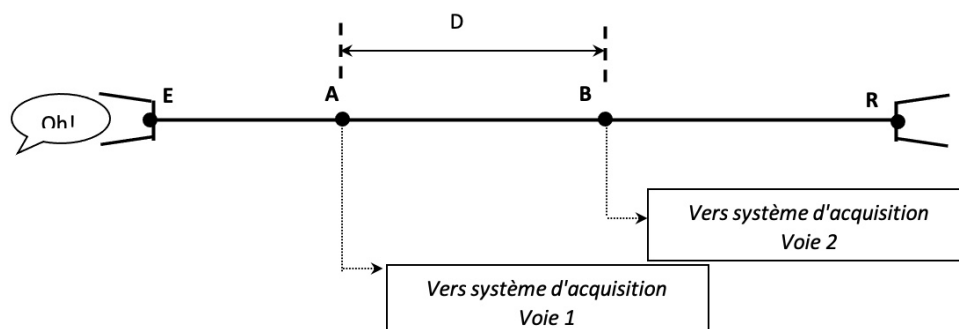 D
E
A
B
R
Oh!
Vers système d'acquisition
Voie 2
Vers système d'acquisition
Voie 1